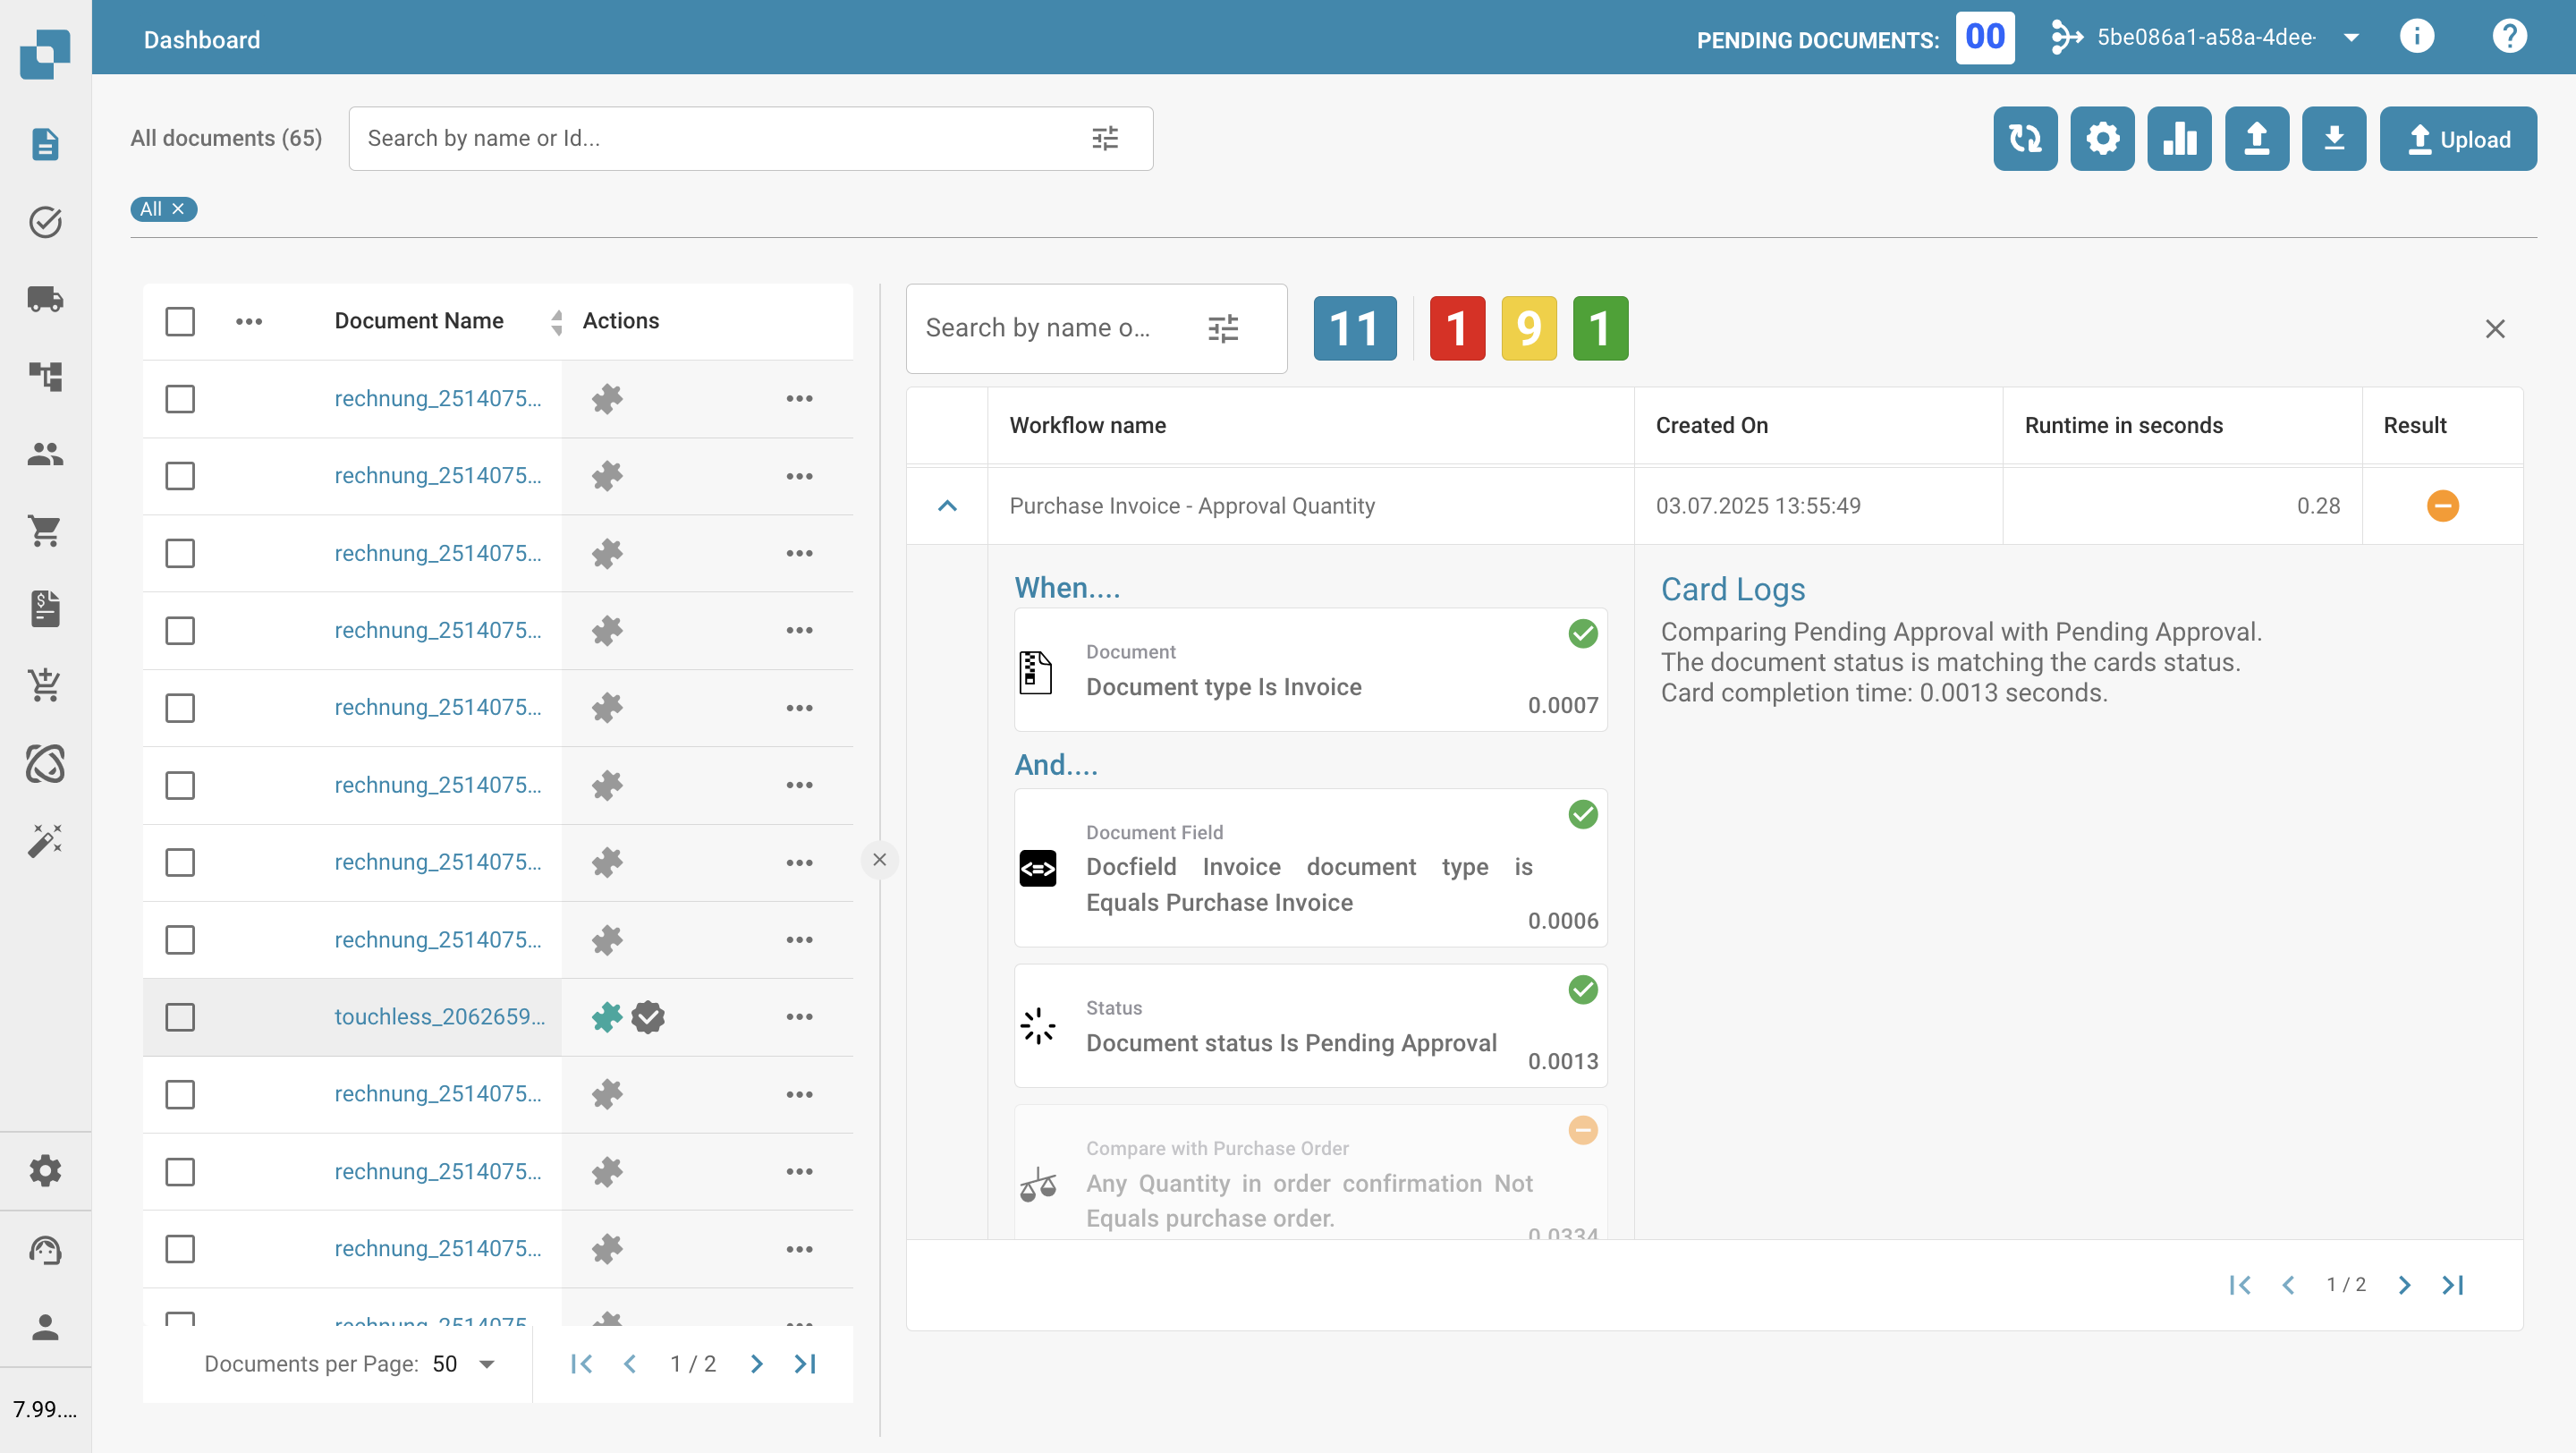 Dashboard
PENDING DOCUMENTS: 00
5be086a1-a58a-4dee-
All documents (65)
Search by name or Id...
Upload
All
Document Name
Actions
rechnung_2514075...
rechnung_2514075...
rechnung_2514075...
rechnung_2514075...
rechnung_2514075...
rechnung_2514075...
rechnung_2514075...
rechnung_2514075...
touchless_2062659...
rechnung_2514075...
rechnung_2514075...
rechnung_2514075...
rechnung_2514075...
Documents per Page: 50
1 / 2
7.99....
Search by name o...
11
1
9
1
Workflow name
Created On
Runtime in seconds
Result
Purchase Invoice - Approval Quantity
03.07.2025 13:55:49
0.28
When....
Document
Document type Is Invoice
0.0007
And....
Document Field
Docfield Invoice document type is
Equals Purchase Invoice
0.0006
Status
Document status Is Pending Approval
0.0013
Compare with Purchase Order
Any Quantity in order confirmation Not
Equals purchase order.
0.0334
Card Logs
Comparing Pending Approval with Pending Approval.
The document status is matching the cards status.
Card completion time: 0.0013 seconds.
1 / 2